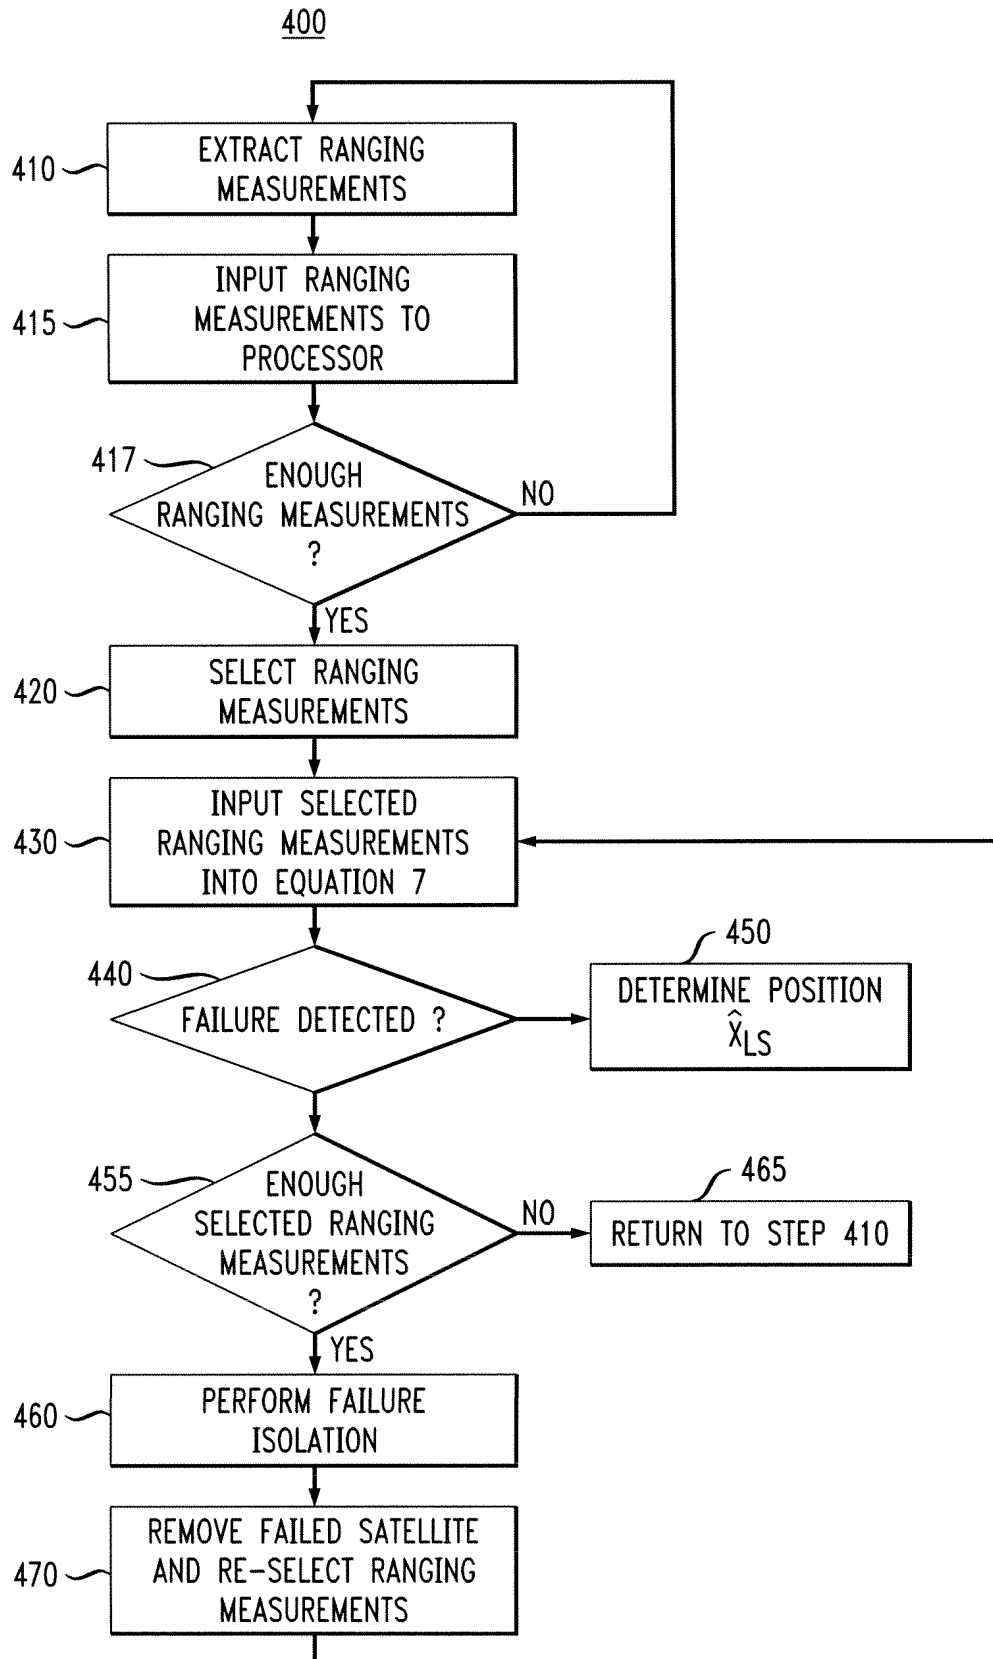 400
410
EXTRACT RANGING
MEASUREMENTS
415
INPUT RANGING
MEASUREMENTS TO
PROCESSOR
417
ENOUGH
RANGING MEASUREMENTS
?
NO
YES
420
SELECT RANGING
MEASUREMENTS
430
INPUT SELECTED
RANGING MEASUREMENTS
INTO EQUATION 7
440
FAILURE DETECTED ?
450
DETERMINE POSITION
X̂LS
455
ENOUGH
SELECTED RANGING
MEASUREMENTS
?
NO
465
RETURN TO STEP 410
YES
460
PERFORM FAILURE
ISOLATION
470
REMOVE FAILED SATELLITE
AND RE-SELECT RANGING
MEASUREMENTS